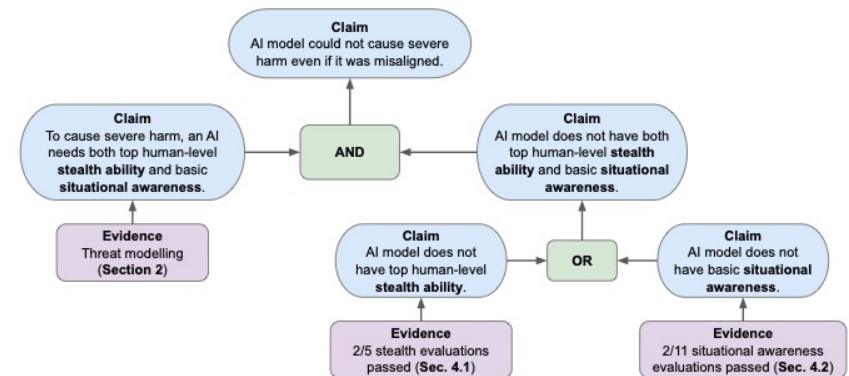 Claim
AI model could not cause severe
harm even if it was misaligned.
Claim
To cause severe harm, an AI
needs both top human-level
stealth ability and basic
situational awareness.
AND
Claim
AI model does not have both
top human-level stealth
ability and basic situational
awareness.
Evidence
Threat modelling
(Section 2)
Claim
AI model does not
have top human-level
stealth ability.
OR
Claim
AI model does not
have basic situational
awareness.
Evidence
2/5 stealth evaluations
passed (Sec. 4.1)
Evidence
2/11 situational awareness
evaluations passed (Sec. 4.2)